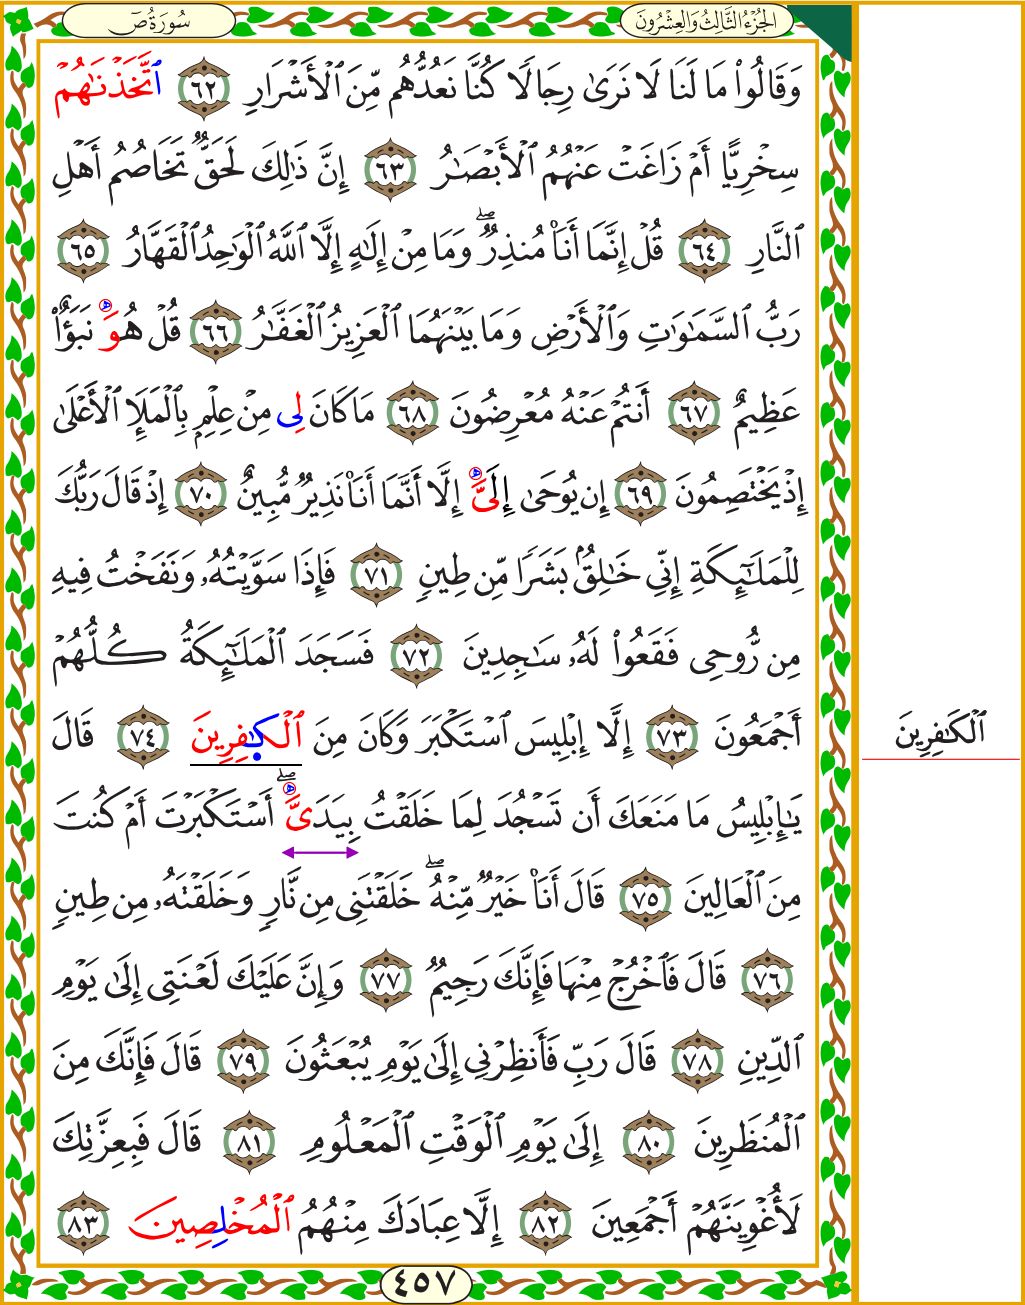 الجُزْءُ الثَّالِثُ وَالعِشْرُونَ
سُورَةُ صٓ
وَقَالُوا۟ مَا لَنَا لَا نَرَىٰ رِجَالًا كُنَّا نَعُدُّهُم مِّنَ ٱلْأَشْرَارِ ٦٢ ٱتَّخَذْنَٰهُمْ
سِخْرِيًّا أَمْ زَاغَتْ عَنْهُمُ ٱلْأَبْصَٰرُ ٦٣ إِنَّ ذَٰلِكَ لَحَقٌّ تَخَاصُمُ أَهْلِ
ٱلنَّارِ ٦٤ قُلْ إِنَّمَا أَنَا۠ مُنذِرٌ ۖ وَمَا مِنْ إِلَٰهٍ إِلَّا ٱللَّهُ ٱلْوَٰحِدُ ٱلْقَهَّارُ ٦٥
رَبُّ ٱلسَّمَٰوَٰتِ وَٱلْأَرْضِ وَمَا بَيْنَهُمَا ٱلْعَزِيزُ ٱلْغَفَّٰرُ ٦٦ قُلْ هُوَ نَبَؤٌا۟
عَظِيمٌ ٦٧ أَنتُمْ عَنْهُ مُعْرِضُونَ ٦٨ مَا كَانَ لِى مِنْ عِلْمٍ بِٱلْمَلَإِ ٱلْأَعْلَىٰ
إِذْ يَخْتَصِمُونَ ٦٩ إِن يُوحَىٰ إِلَىَّ إِلَّا أَنَّمَا أَنَا۠ نَذِيرٌ مُّبِينٌ ٧٠ إِذْ قَالَ رَبُّكَ
لِلْمَلَٰٓئِكَةِ إِنِّى خَٰلِقٌۢ بَشَرًا مِّن طِينٍ ٧١ فَإِذَا سَوَّيْتُهُۥ وَنَفَخْتُ فِيهِ
مِن رُّوحِى فَقَعُوا۟ لَهُۥ سَٰجِدِينَ ٧٢ فَسَجَدَ ٱلْمَلَٰٓئِكَةُ كُلُّهُمْ
أَجْمَعُونَ ٧٣ إِلَّا إِبْلِيسَ ٱسْتَكْبَرَ وَكَانَ مِنَ ٱلْكَٰفِرِينَ ٧٤ قَالَ
يَٰإِبْلِيسُ مَا مَنَعَكَ أَن تَسْجُدَ لِمَا خَلَقْتُ بِيَدَىَّ ۖ أَسْتَكْبَرْتَ أَمْ كُنتَ
مِنَ ٱلْعَالِينَ ٧٥ قَالَ أَنَا۠ خَيْرٌ مِّنْهُ ۖ خَلَقْتَنِى مِن نَّارٍ وَخَلَقْتَهُۥ مِن طِينٍ
٧٦ قَالَ فَٱخْرُجْ مِنْهَا فَإِنَّكَ رَجِيمٌ ٧٧ وَإِنَّ عَلَيْكَ لَعْنَتِى إِلَىٰ يَوْمِ
ٱلدِّينِ ٧٨ قَالَ رَبِّ فَأَنظِرْنِى إِلَىٰ يَوْمِ يُبْعَثُونَ ٧٩ قَالَ فَإِنَّكَ مِنَ
ٱلْمُنظَرِينَ ٨٠ إِلَىٰ يَوْمِ ٱلْوَقْتِ ٱلْمَعْلُومِ ٨١ قَالَ فَبِعِزَّتِكَ
لَأُغْوِيَنَّهُمْ أَجْمَعِينَ ٨٢ إِلَّا عِبَادَكَ مِنْهُمُ ٱلْمُخْلِصِينَ ٨٣
ٱلْكَٰفِرِينَ
٤٥٧